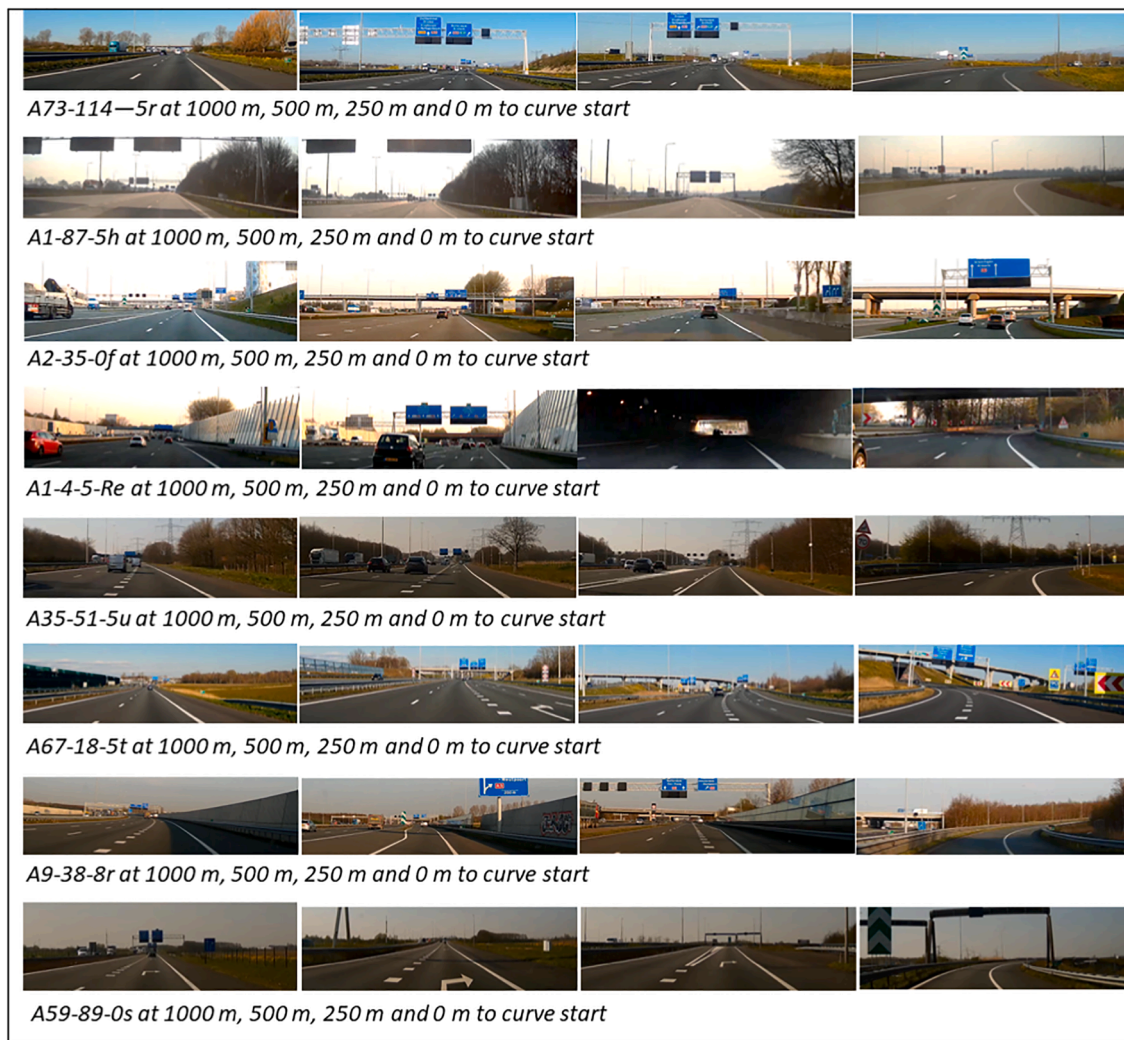 A73-114—5r at 1000 m, 500 m, 250 m and 0 m to curve start
A1-87-5h at 1000 m, 500 m, 250 m and 0 m to curve start
A2-35-0f at 1000 m, 500 m, 250 m and 0 m to curve start
A1-4-5-Re at 1000 m, 500 m, 250 m and 0 m to curve start
A35-51-5u at 1000 m, 500 m, 250 m and 0 m to curve start
A67-18-5t at 1000 m, 500 m, 250 m and 0 m to curve start
A9-38-8r at 1000 m, 500 m, 250 m and 0 m to curve start
A59-89-0s at 1000 m, 500 m, 250 m and 0 m to curve start